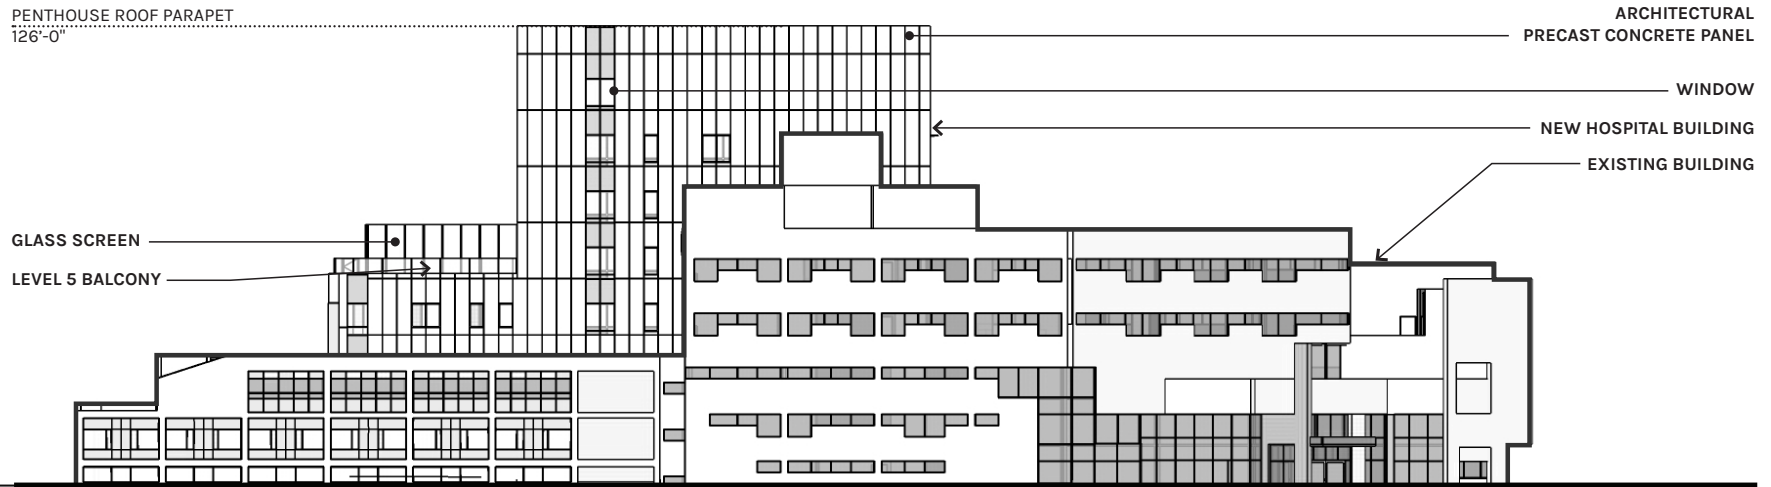 PENTHOUSE ROOF PARAPET
126'-0"
ARCHITECTURAL
PRECAST CONCRETE PANEL
WINDOW
NEW HOSPITAL BUILDING
EXISTING BUILDING
GLASS SCREEN
LEVEL 5 BALCONY